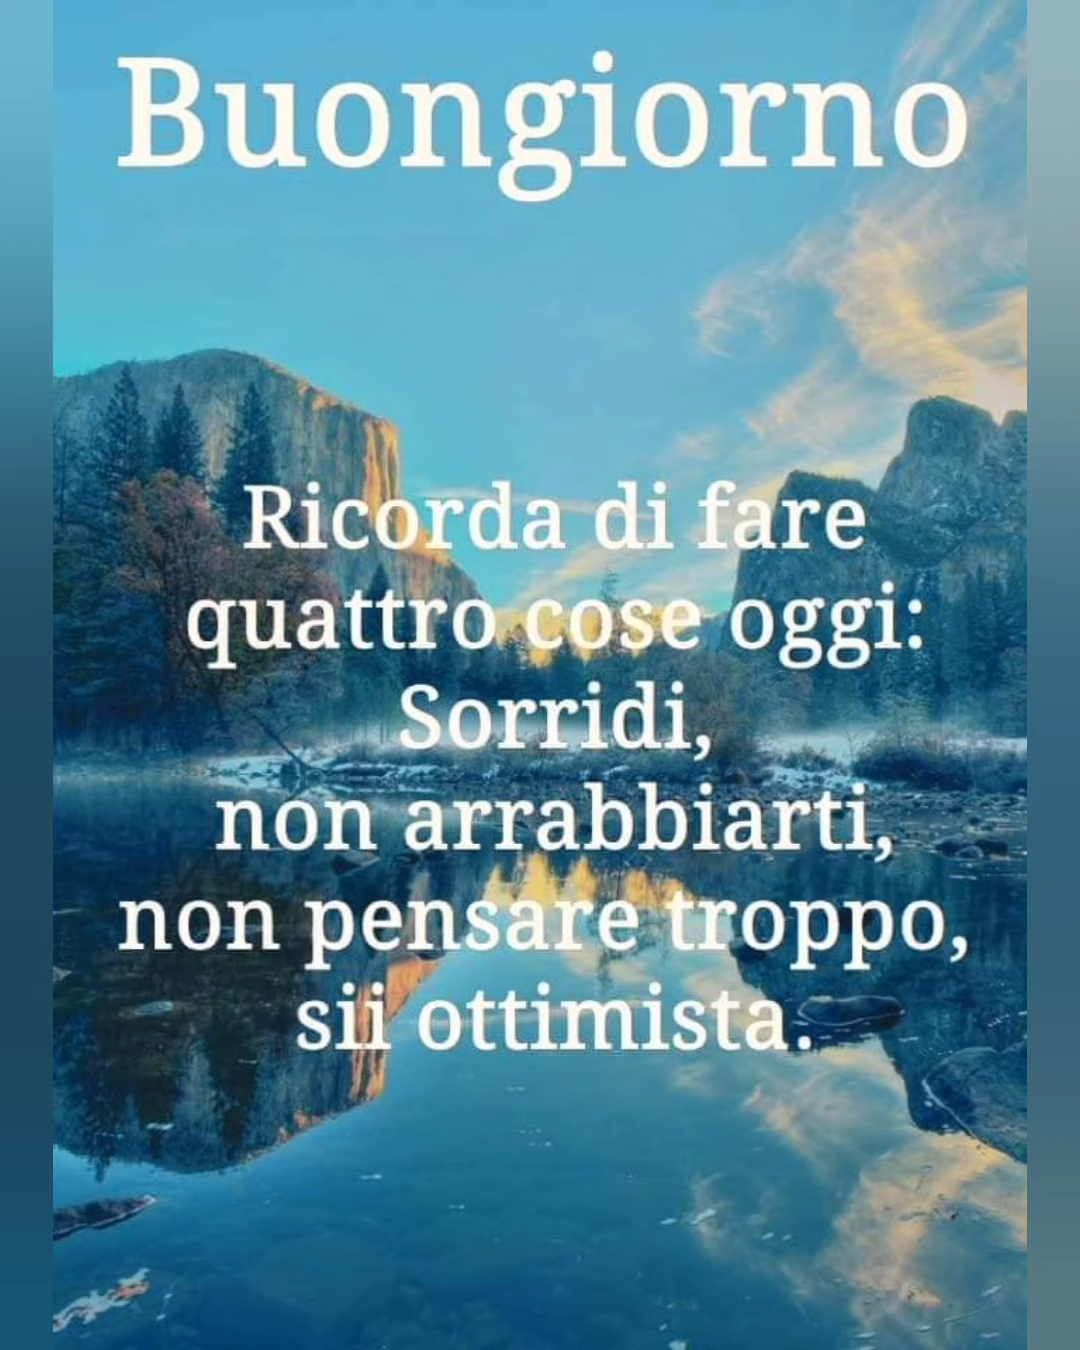 Buongiorno
Ricorda di fare
quattro cose oggi:
Sorridi,
non arrabbiarti,
non pensare troppo,
sii ottimista.